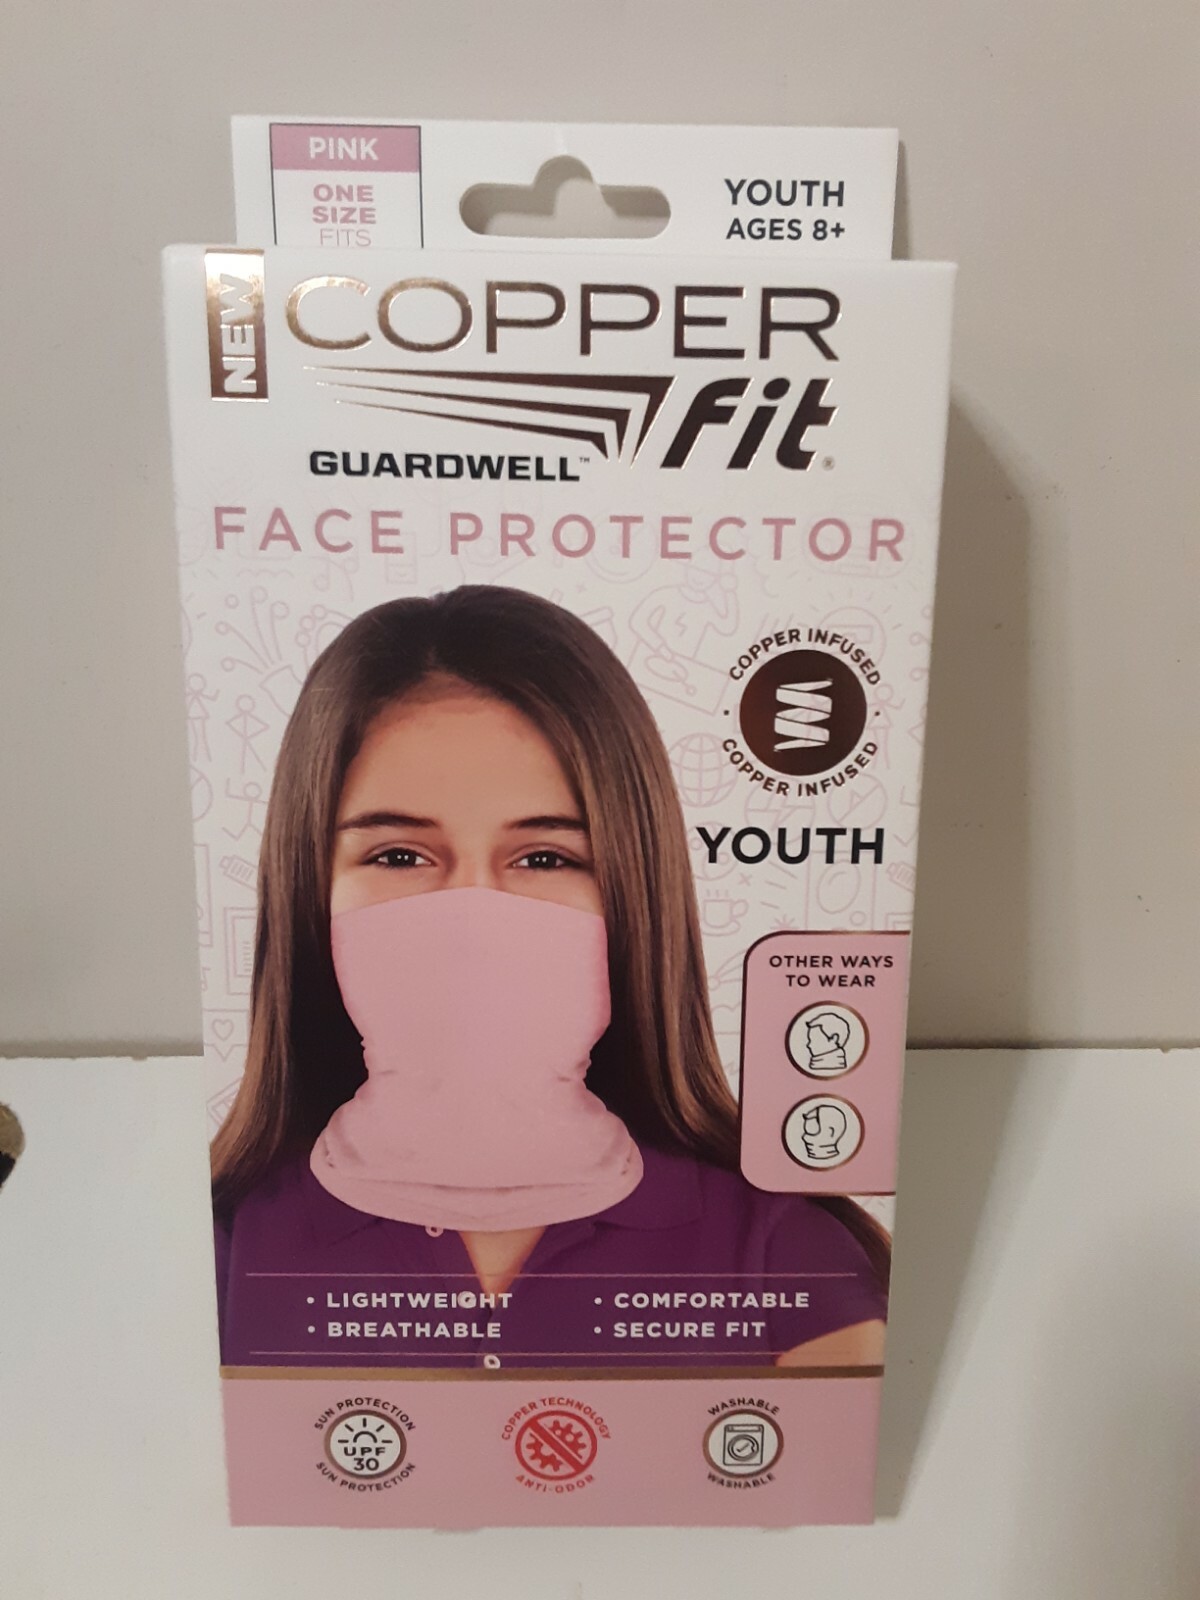 PINK
ONE
SIZE
FITS
YOUTH
AGES 8+
NEW
COPPER
fit®
GUARDWELL™
FACE PROTECTOR
COPPER INFUSED
COPPER INFUSED
YOUTH
OTHER WAYS
TO WEAR
• LIGHTWEIGHT
• BREATHABLE
• COMFORTABLE
• SECURE FIT
SUN PROTECTION
UPF
30
SUN PROTECTION
COPPER TECHNOLOGY
ANTI-ODOR
WASHABLE
WASHABLE